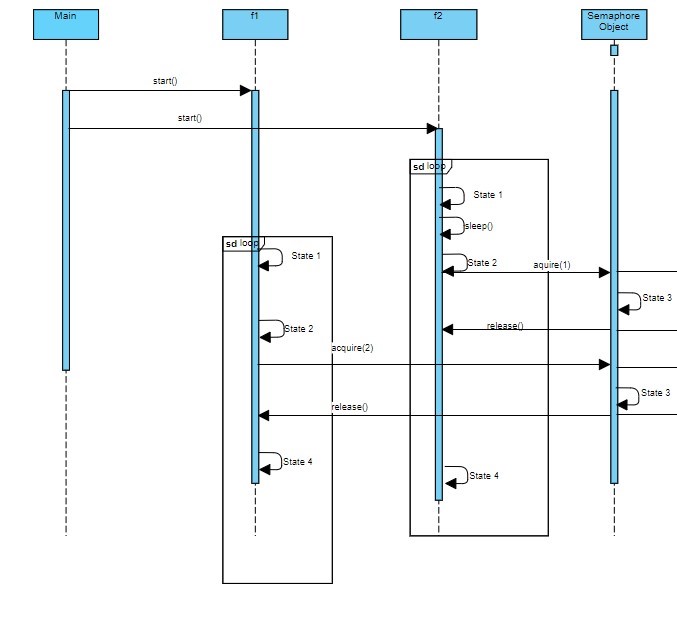 Main
f1
f2
Semaphore
Object
start()
start()
sd loop
State 1
sleep()
State 2
aquire(1)
sd loop
State 1
State 3
State 2
release()
acquire(2)
State 3
release()
State 4
State 4